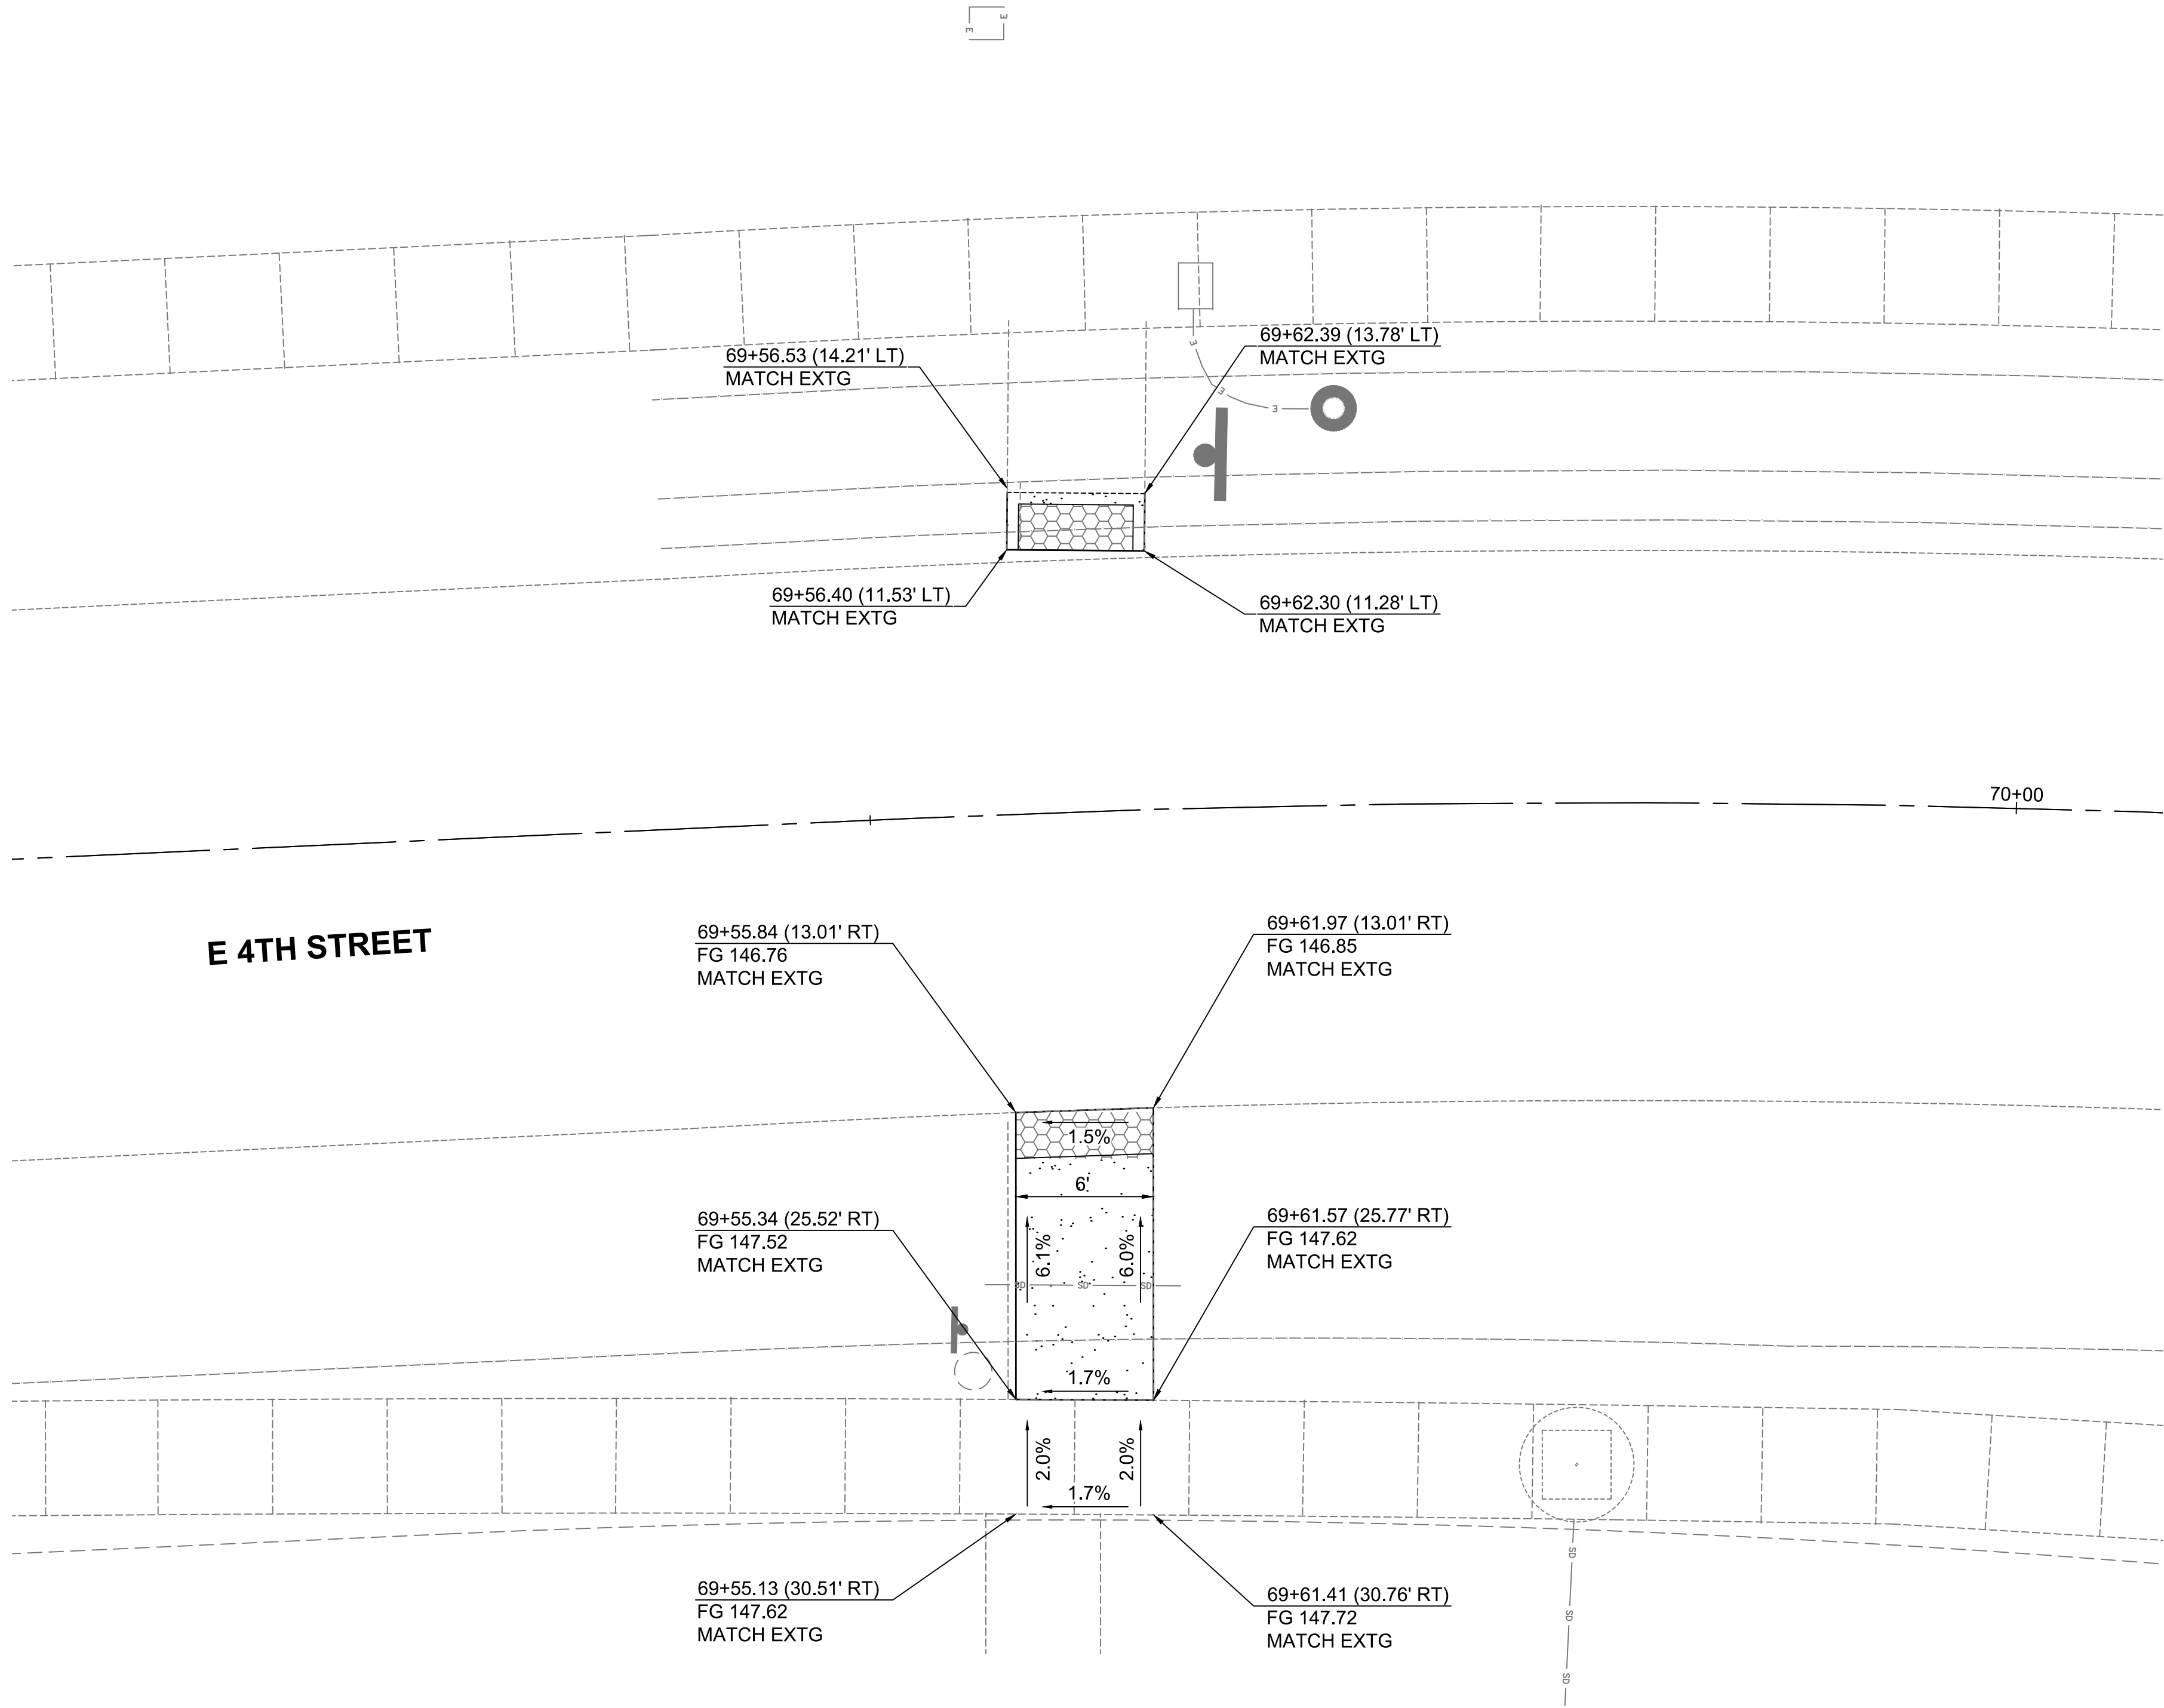 E
E
69+56.53 (14.21' LT)
MATCH EXTG
69+62.39 (13.78' LT)
MATCH EXTG
E
E
E
69+56.40 (11.53' LT)
MATCH EXTG
69+62.30 (11.28' LT)
MATCH EXTG
70+00
E 4TH STREET
69+55.84 (13.01' RT)
FG 146.76
MATCH EXTG
69+61.97 (13.01' RT)
FG 146.85
MATCH EXTG
1.5%
6'
69+55.34 (25.52' RT)
FG 147.52
MATCH EXTG
6.1%
6.0%
69+61.57 (25.77' RT)
FG 147.62
MATCH EXTG
SD
SD
SD
1.7%
2.0%
2.0%
1.7%
69+55.13 (30.51' RT)
FG 147.62
MATCH EXTG
69+61.41 (30.76' RT)
FG 147.72
MATCH EXTG
SD
SD
SD